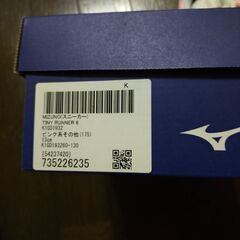 K
MIZUNO(スニーカー)
TINY RUNNER 6
K1GD1932
ピンク系その他(175)
13cm
K1GD193260-130
[54237420]
735226235